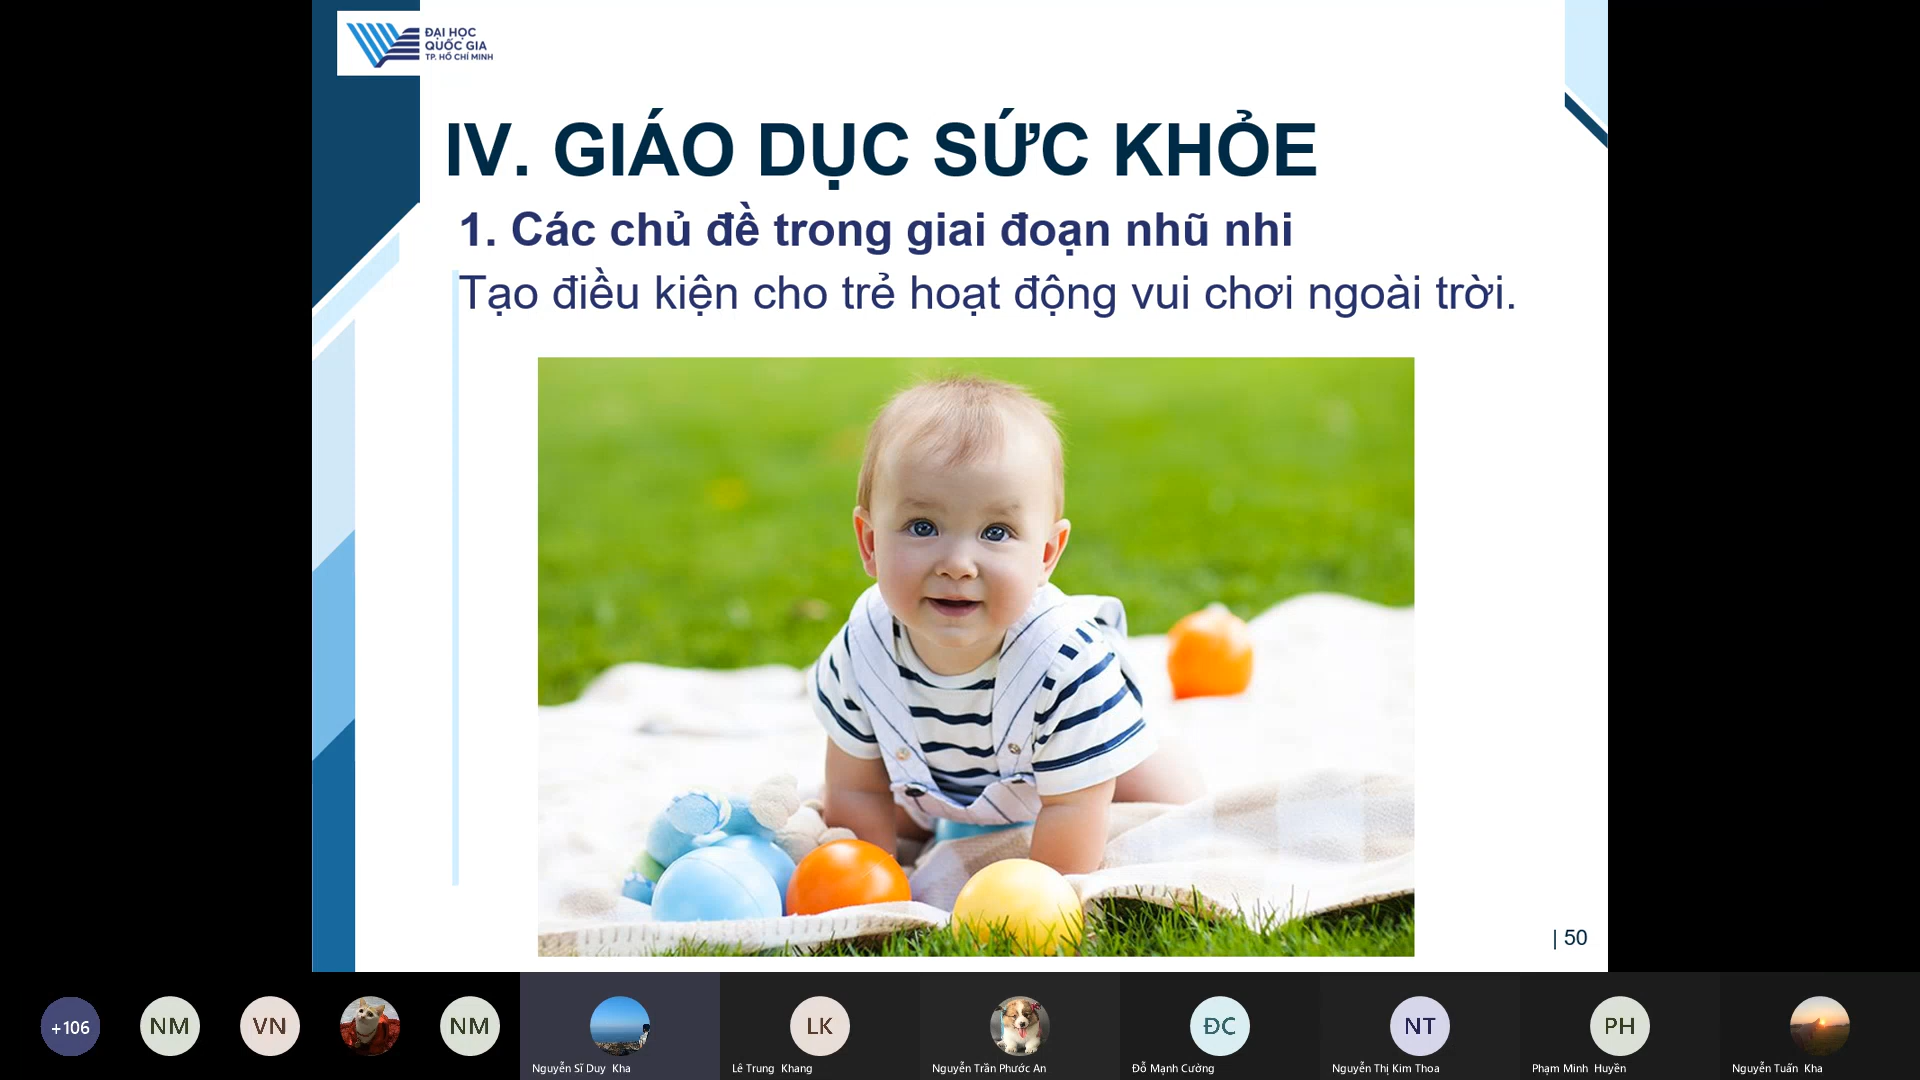 ĐẠI HỌC
QUỐC GIA
TP. HỒ CHÍ MINH
IV. GIÁO DỤC SỨC KHỎE
1. Các chủ đề trong giai đoạn nhũ nhi
Tạo điều kiện cho trẻ hoạt động vui chơi ngoài trời.
| 50
+106
NM
VN
NM
LK
ĐC
NT
PH
Nguyễn Sĩ Duy Kha
Lê Trung Khang
Nguyễn Trần Phước An
Đỗ Mạnh Cường
Nguyễn Thị Kim Thoa
Phạm Minh Huyền
Nguyễn Tuấn Kha